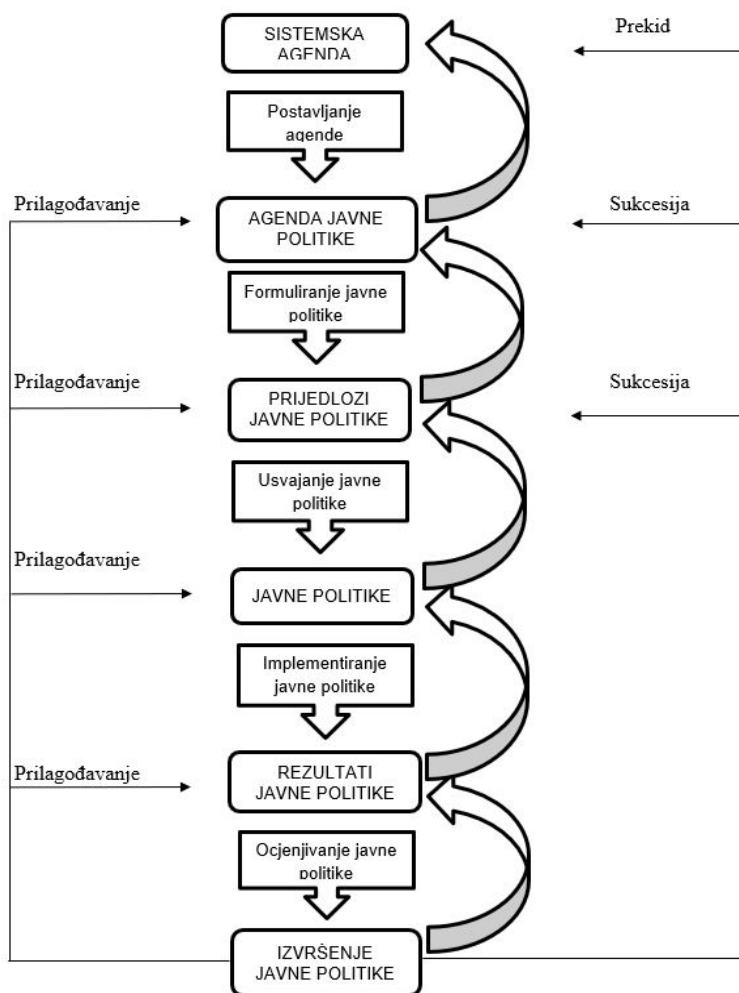 SISTEMSKA
AGENDA
Prekid
Postavljanje
agende
Prilagođavanje
AGENDA JAVNE
POLITIKE
Sukcesija
Formuliranje javne
politike
Prilagođavanje
PRIJEDLOZI
JAVNE POLITIKE
Sukcesija
Usvajanje javne
politike
Prilagođavanje
JAVNE POLITIKE
Implementiranje
javne politike
Prilagođavanje
REZULTATI
JAVNE POLITIKE
Ocjenjivanje javne
politike
IZVRŠENJE
JAVNE POLITIKE